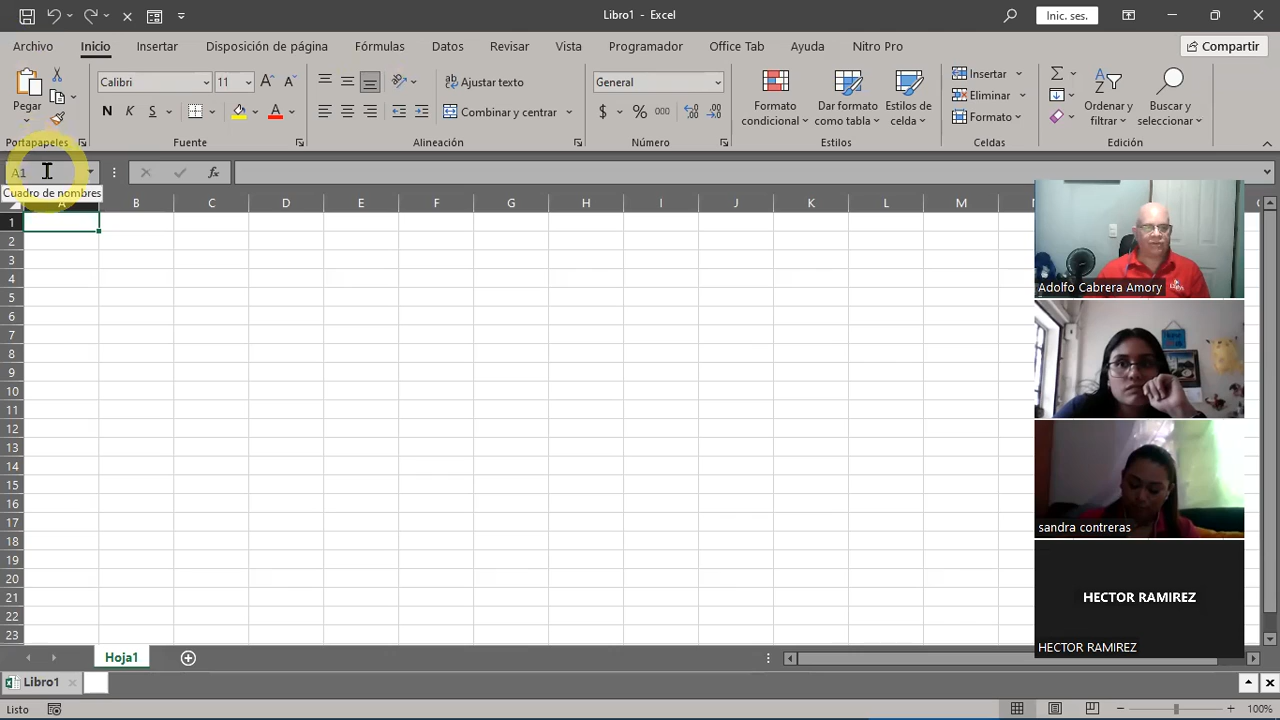 Libro1 - Excel
Inic. ses.
Archivo Inicio Insertar Disposición de página Fórmulas Datos Revisar Vista Programador Office Tab Ayuda Nitro Pro Compartir
Pegar
Portapapeles
Calibri 11
N K S A
Fuente
Ajustar texto
Combinar y centrar
Alineación
General
$ % 000
Número
Formato condicional
Dar formato como tabla
Estilos de celda
Estilos
Insertar
Eliminar
Formato
Celdas
Ordenar y filtrar
Buscar y seleccionar
Edición
A1
fx
Cuadro de nombres
A B C D E F G H I J K L M
1
2
3
4
5
6
7
8
9
10
11
12
13
14
15
16
17
18
19
20
21
22
23
Adolfo Cabrera Amory
sandra contreras
HECTOR RAMIREZ
HECTOR RAMIREZ
Hoja1
Libro1
Listo
100%